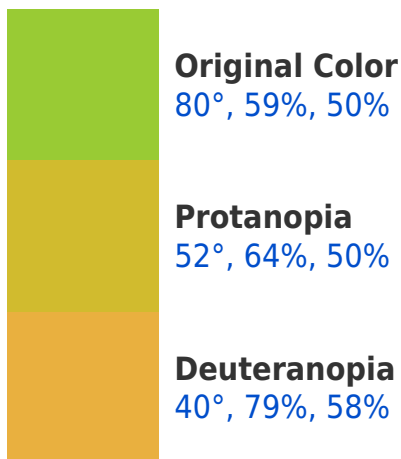 Original Color
80°, 59%, 50%
Protanopia
52°, 64%, 50%
Deuteranopia
40°, 79%, 58%